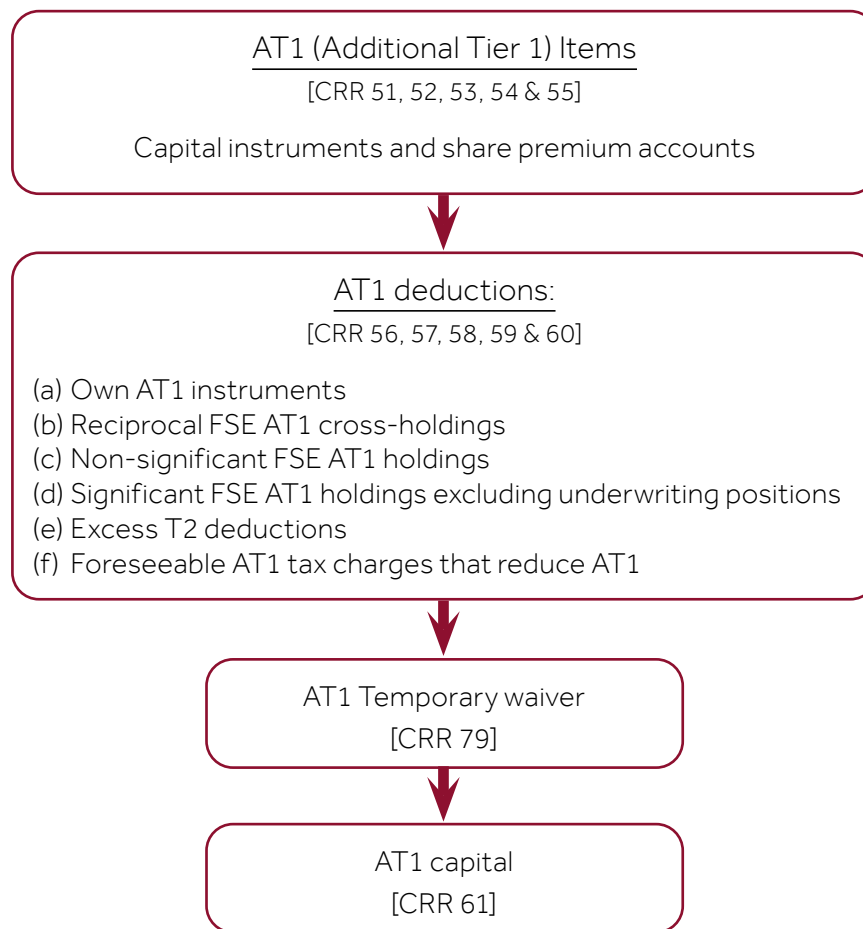 AT1 (Additional Tier 1) Items
[CRR 51, 52, 53, 54 & 55]
Capital instruments and share premium accounts
AT1 deductions:
[CRR 56, 57, 58, 59 & 60]
(a) Own AT1 instruments
(b) Reciprocal FSE AT1 cross-holdings
(c) Non-significant FSE AT1 holdings
(d) Significant FSE AT1 holdings excluding underwriting positions
(e) Excess T2 deductions
(f) Foreseeable AT1 tax charges that reduce AT1
AT1 Temporary waiver
[CRR 79]
AT1 capital
[CRR 61]